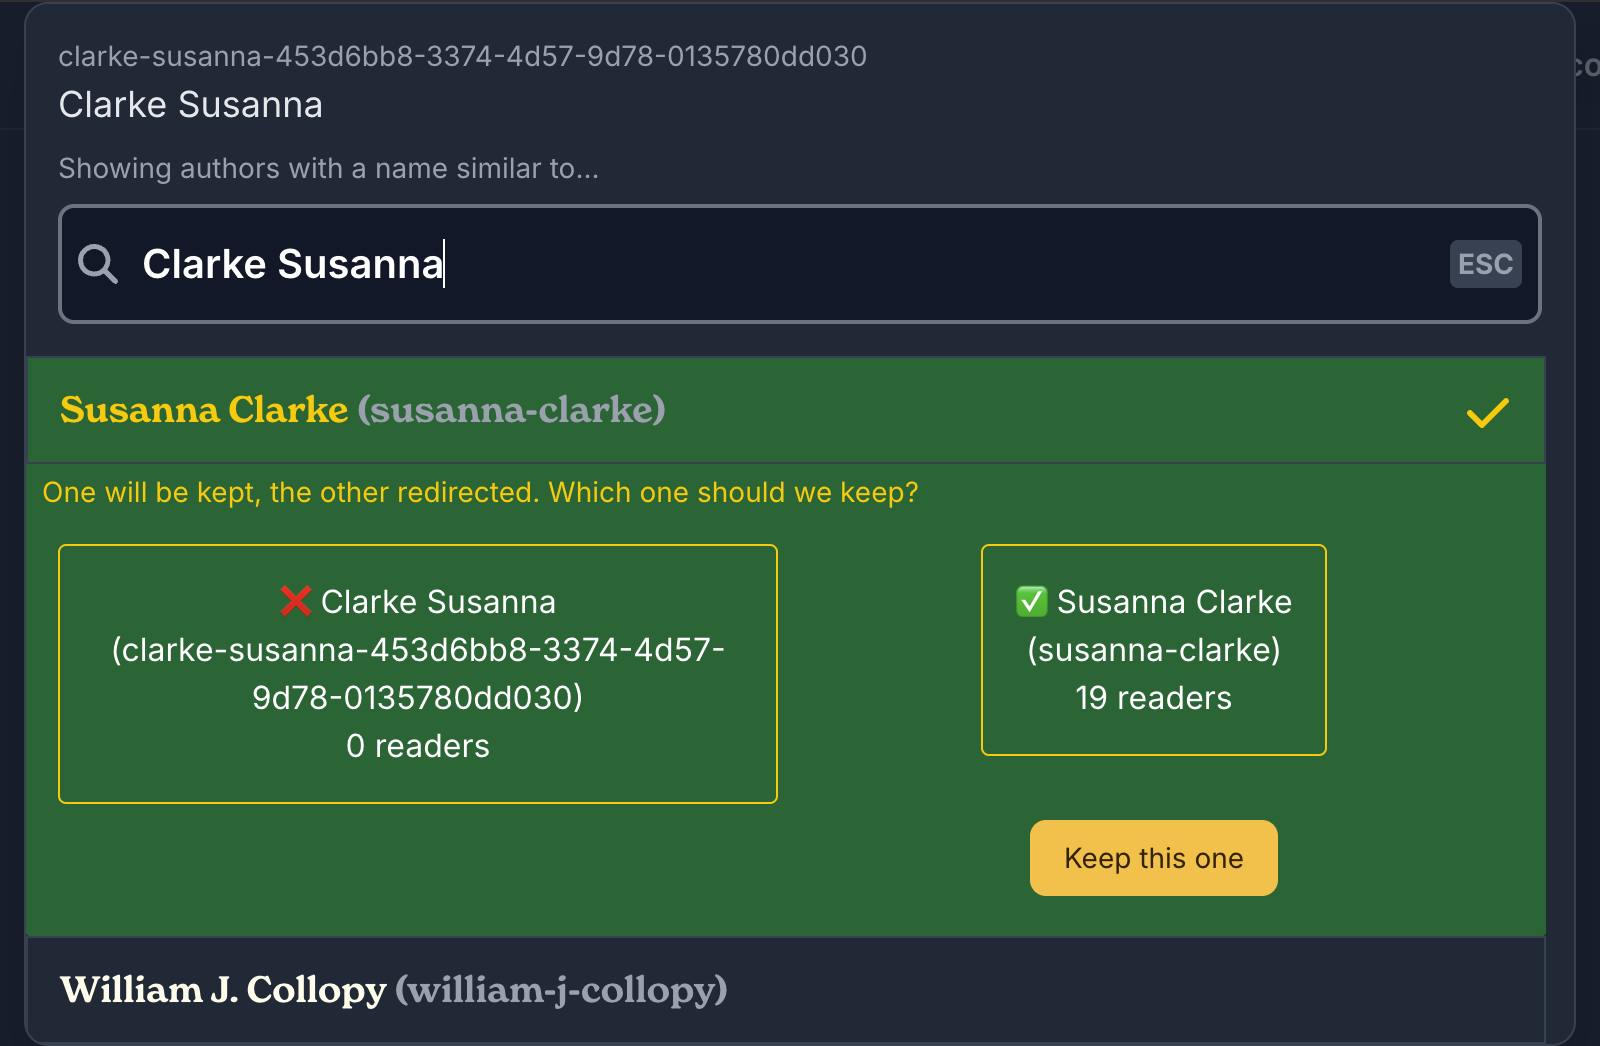 clarke-susanna-453d6bb8-3374-4d57-9d78-0135780dd030
Clarke Susanna
Showing authors with a name similar to...
Clarke Susanna
ESC
Susanna Clarke (susanna-clarke)
One will be kept, the other redirected. Which one should we keep?
❌ Clarke Susanna
(clarke-susanna-453d6bb8-3374-4d57-
9d78-0135780dd030)
0 readers
✅ Susanna Clarke
(susanna-clarke)
19 readers
Keep this one
William J. Collopy (william-j-collopy)